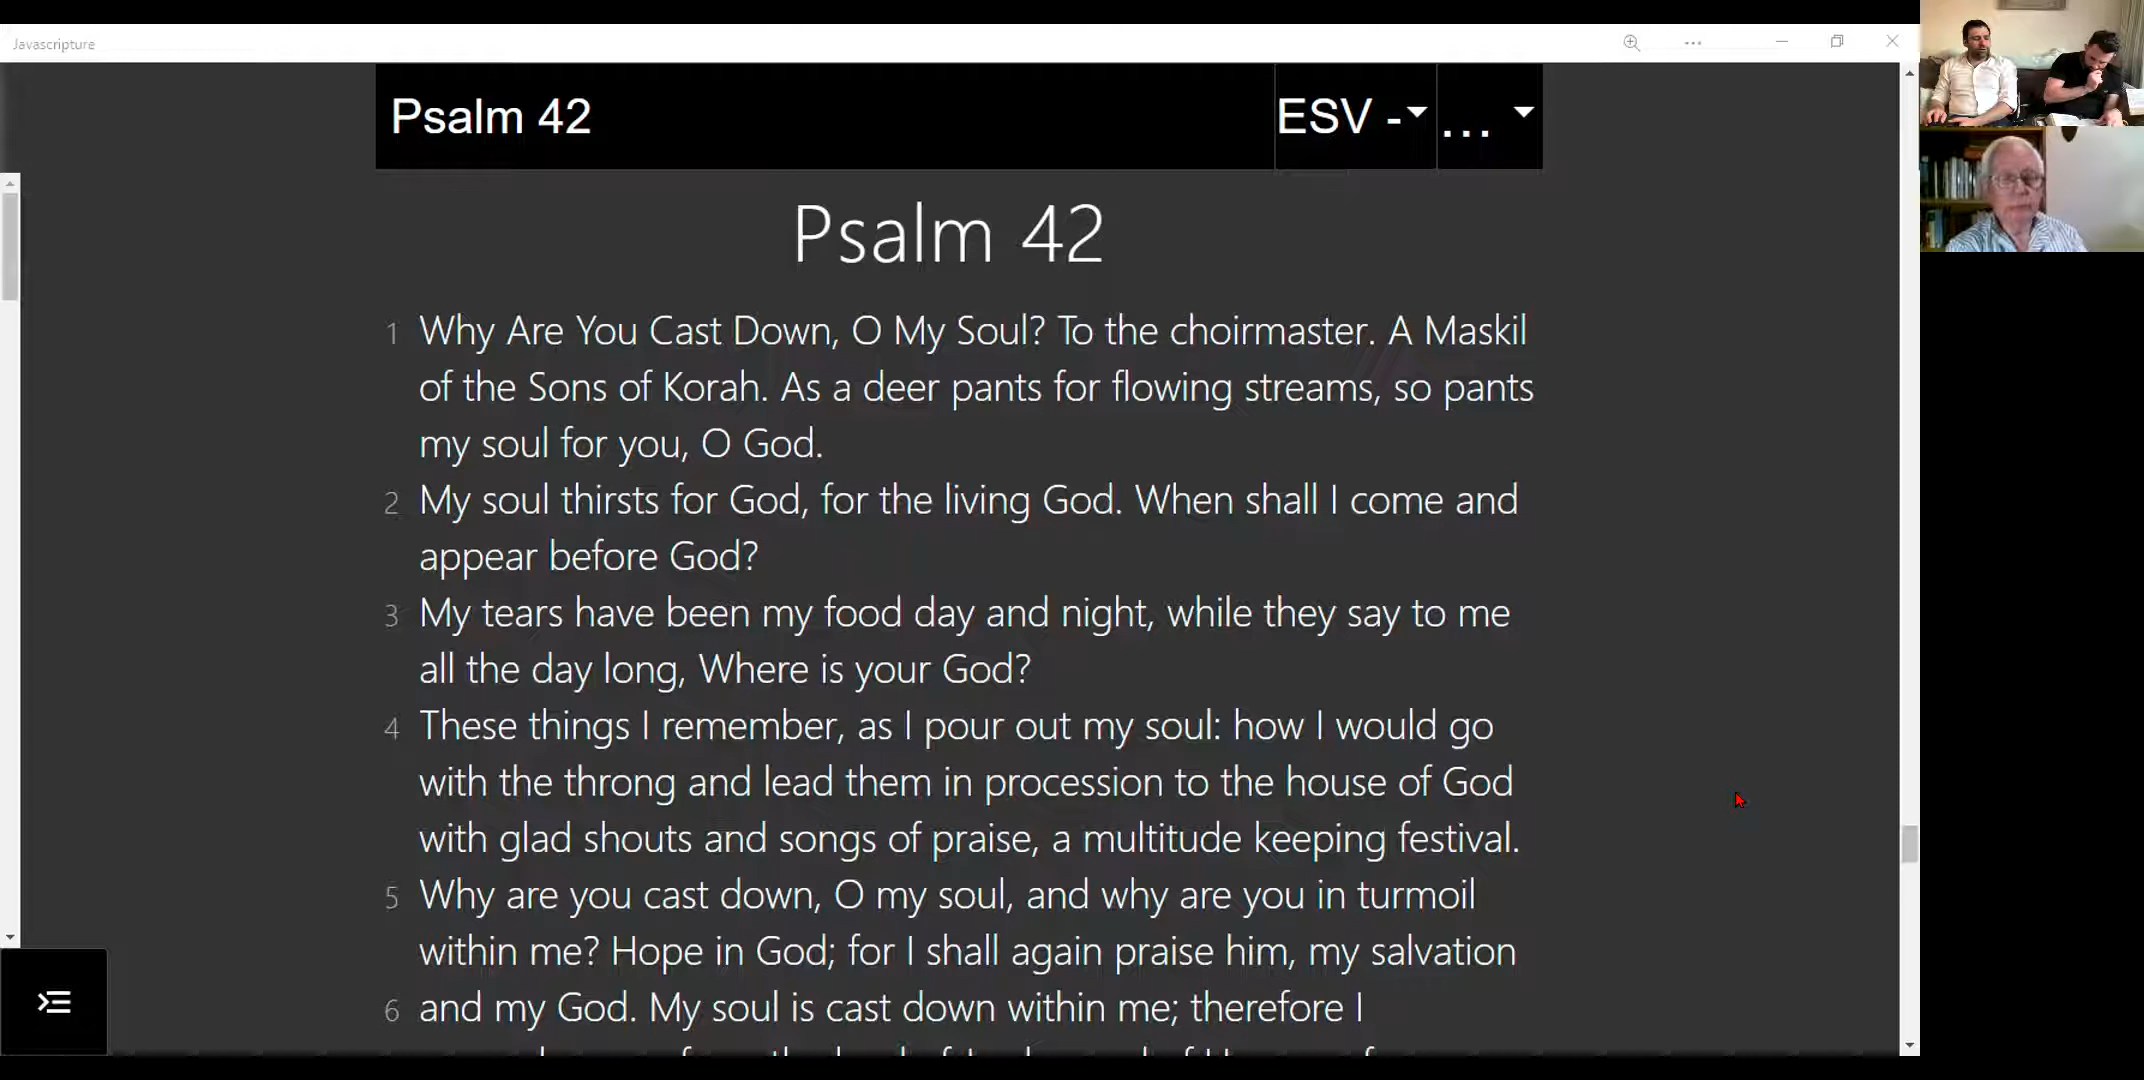 Javascripture
Psalm 42
ESV -
...
Psalm 42
1 Why Are You Cast Down, O My Soul? To the choirmaster. A Maskil
of the Sons of Korah. As a deer pants for flowing streams, so pants
my soul for you, O God.
2 My soul thirsts for God, for the living God. When shall I come and
appear before God?
3 My tears have been my food day and night, while they say to me
all the day long, Where is your God?
4 These things I remember, as I pour out my soul: how I would go
with the throng and lead them in procession to the house of God
with glad shouts and songs of praise, a multitude keeping festival.
5 Why are you cast down, O my soul, and why are you in turmoil
within me? Hope in God; for I shall again praise him, my salvation
6 and my God. My soul is cast down within me; therefore I